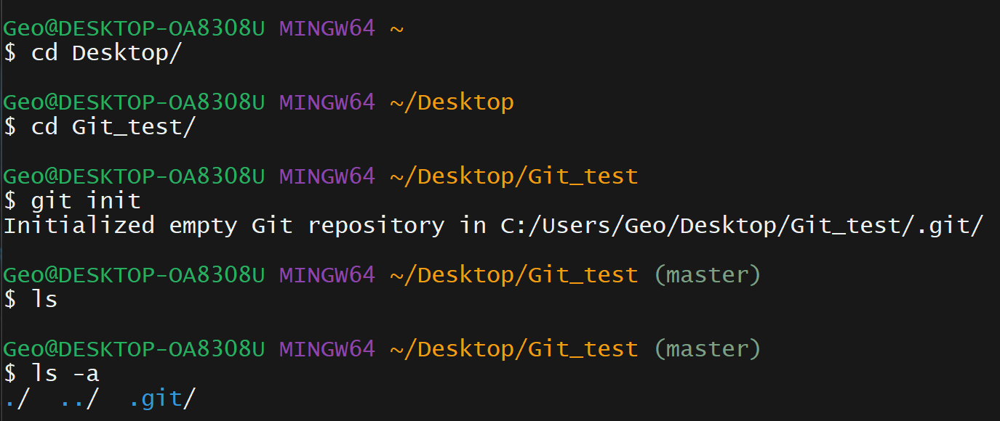 Geo@DESKTOP-OA8308U MINGW64 ~
$ cd Desktop/
Geo@DESKTOP-OA8308U MINGW64 ~/Desktop
$ cd Git_test/
Geo@DESKTOP-OA8308U MINGW64 ~/Desktop/Git_test
$ git init
Initialized empty Git repository in C:/Users/Geo/Desktop/Git_test/.git/
Geo@DESKTOP-OA8308U MINGW64 ~/Desktop/Git_test (master)
$ ls
Geo@DESKTOP-OA8308U MINGW64 ~/Desktop/Git_test (master)
$ ls -a
./  ../  .git/